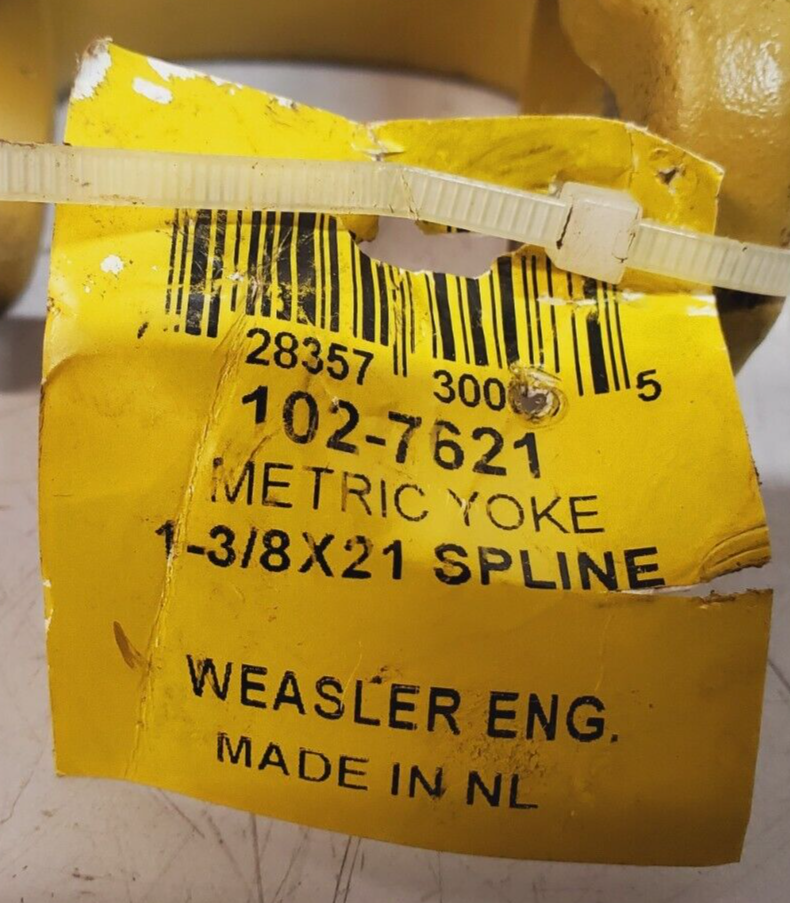 28357 300 5
102-7621
METRIC YOKE
1-3/8X21 SPLINE
WEASLER ENG.
MADE IN NL